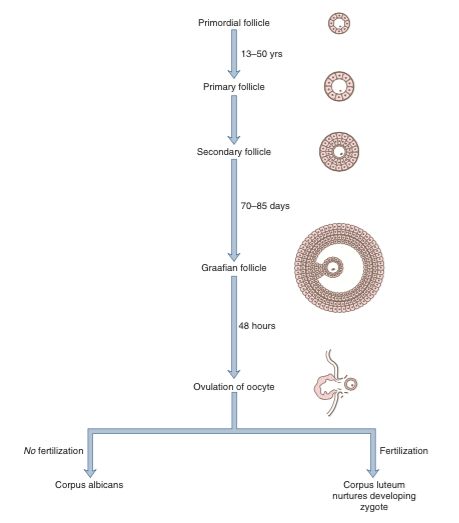 Primordial follicle
13–50 yrs
Primary follicle
Secondary follicle
70–85 days
Graafian follicle
48 hours
Ovulation of oocyte
No fertilization
Fertilization
Corpus albicans
Corpus luteum
nurtures developing
zygote